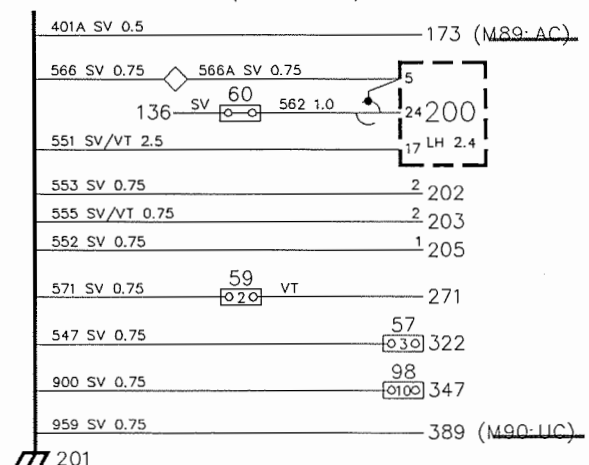 401A SV 0.5 173 (M89:AC)
566 SV 0.75 566A SV 0.75 5
60
136 SV 562 1.0 24 200
551 SV/VT 2.5 17 LH 2.4
553 SV 0.75 2 202
555 SV/VT 0.75 2 203
552 SV 0.75 1 205
59
571 SV 0.75 2 VT 271
57
547 SV 0.75 3 322
98
900 SV 0.75 10 347
959 SV 0.75 389 (M90:UC)
201